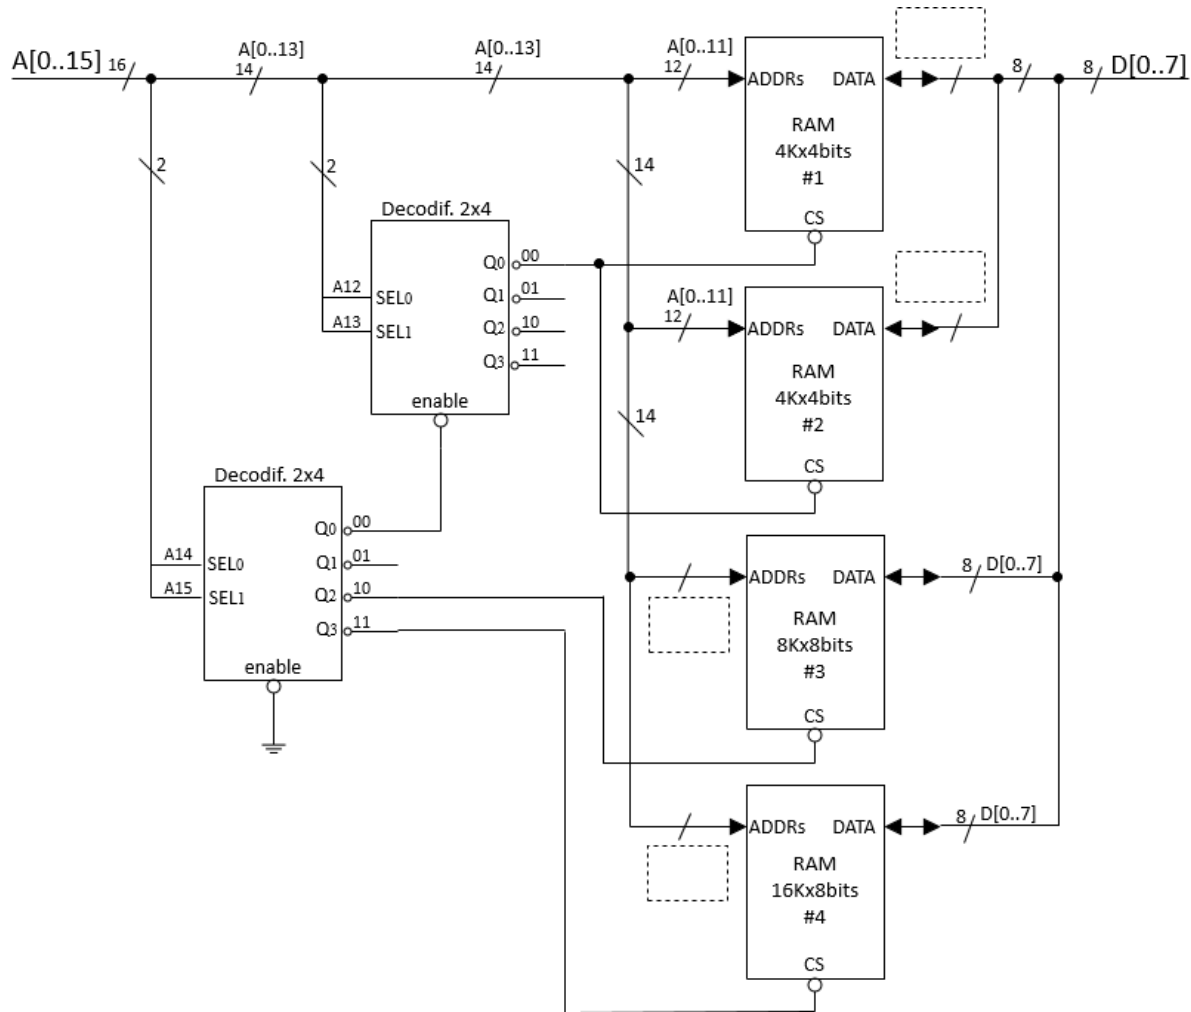 A[0..15]
16
A[0..13]
14
A[0..13]
14
A[0..11]
12
ADDRs DATA
RAM
4Kx4bits
#1
CS
8
8
D[0..7]
2
2
14
Decodif. 2x4
Q0 00
Q1 01
Q2 10
Q3 11
A12 SEL0
A13 SEL1
enable
A[0..11]
12
ADDRs DATA
RAM
4Kx4bits
#2
CS
14
Decodif. 2x4
Q0 00
Q1 01
Q2 10
Q3 11
A14 SEL0
A15 SEL1
enable
ADDRs DATA
8 D[0..7]
RAM
8Kx8bits
#3
CS
ADDRs DATA
8 D[0..7]
RAM
16Kx8bits
#4
CS